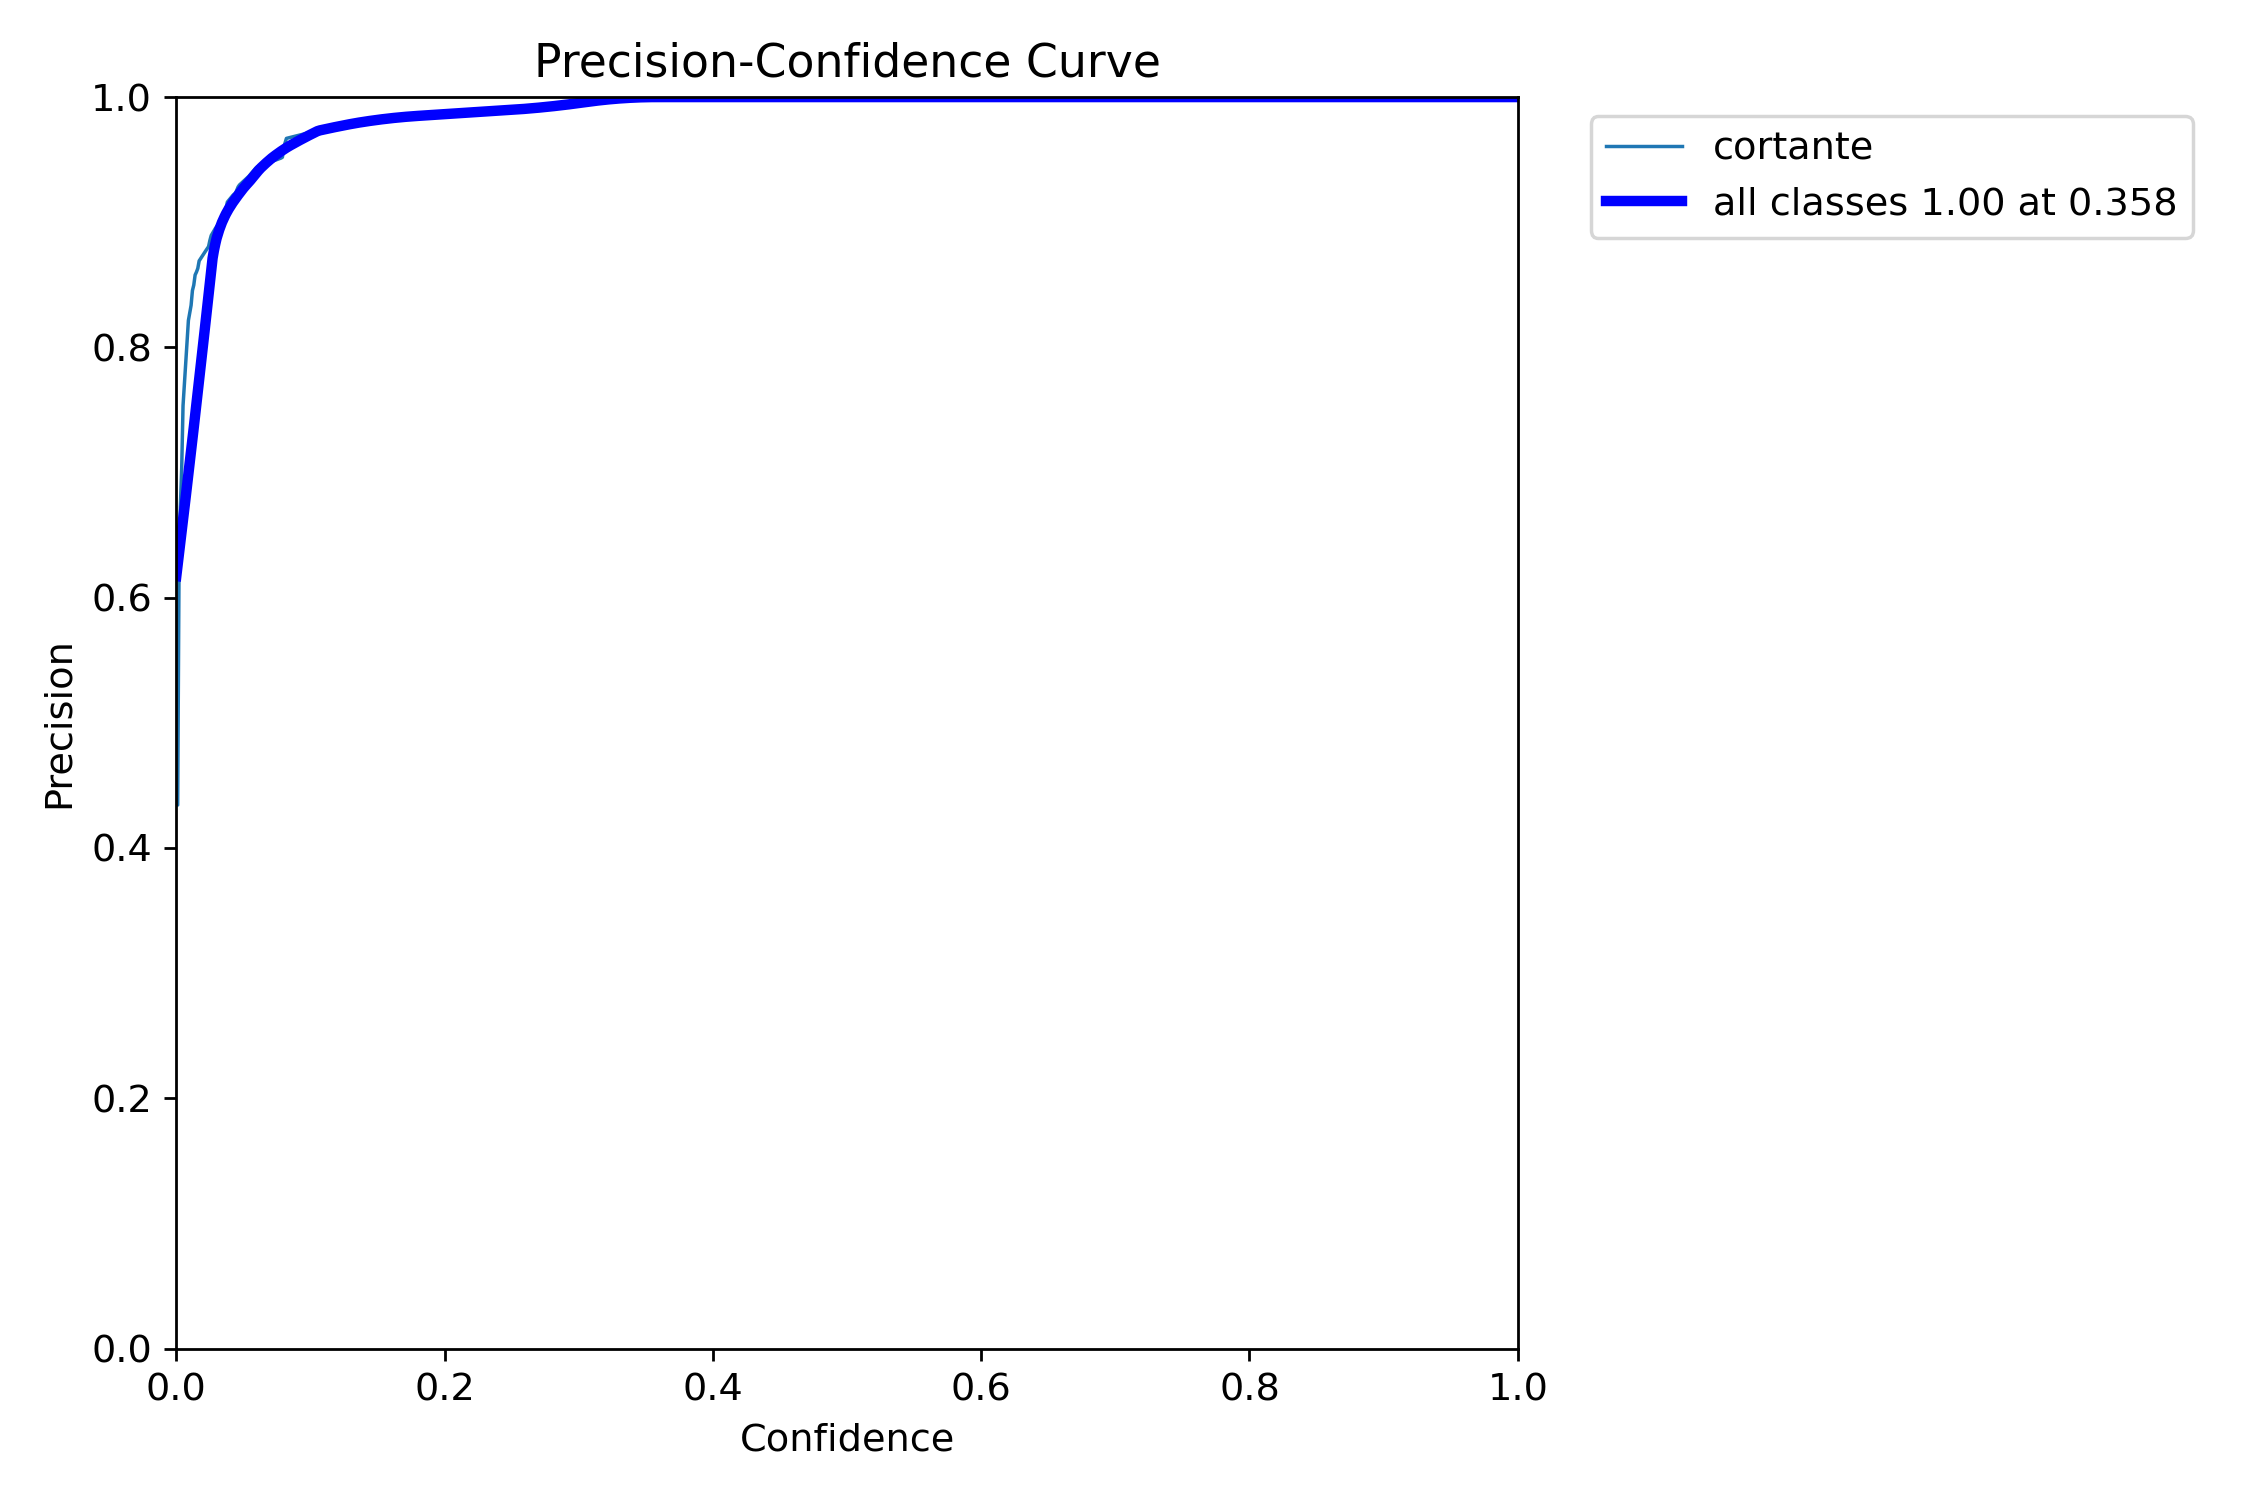 Precision-Confidence Curve
cortante
all classes 1.00 at 0.358
Precision
1.0
0.8
0.6
0.4
0.2
0.0
0.0 0.2 0.4 0.6 0.8 1.0
Confidence